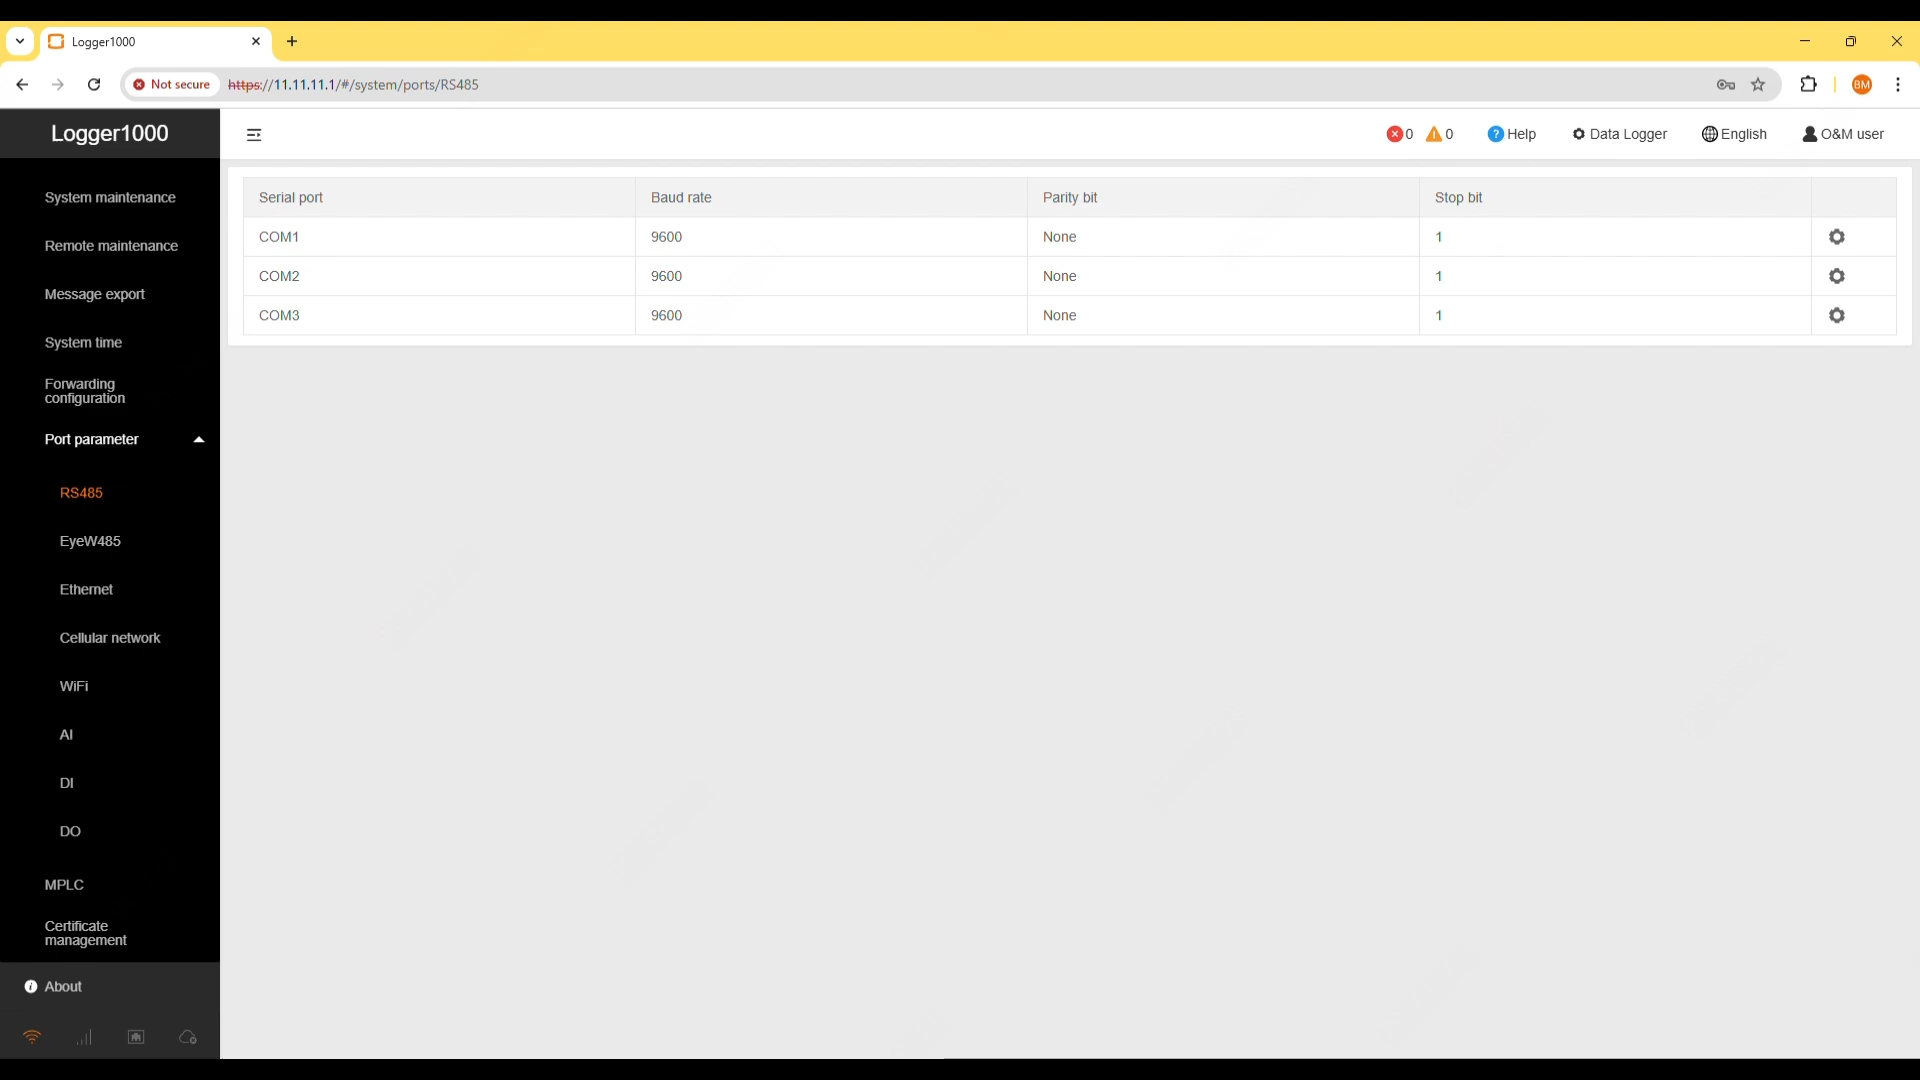 Logger1000
Not secure https://11.11.11.1/#/system/ports/RS485 BM
Logger1000
0 0 Help Data Logger English O&M user
System maintenance
Remote maintenance
Message export
System time
Forwarding
configuration
Port parameter
RS485
EyeW485
Ethernet
Cellular network
WiFi
AI
DI
DO
MPLC
Certificate
management
About
Serial port Baud rate Parity bit Stop bit
COM1 9600 None 1
COM2 9600 None 1
COM3 9600 None 1